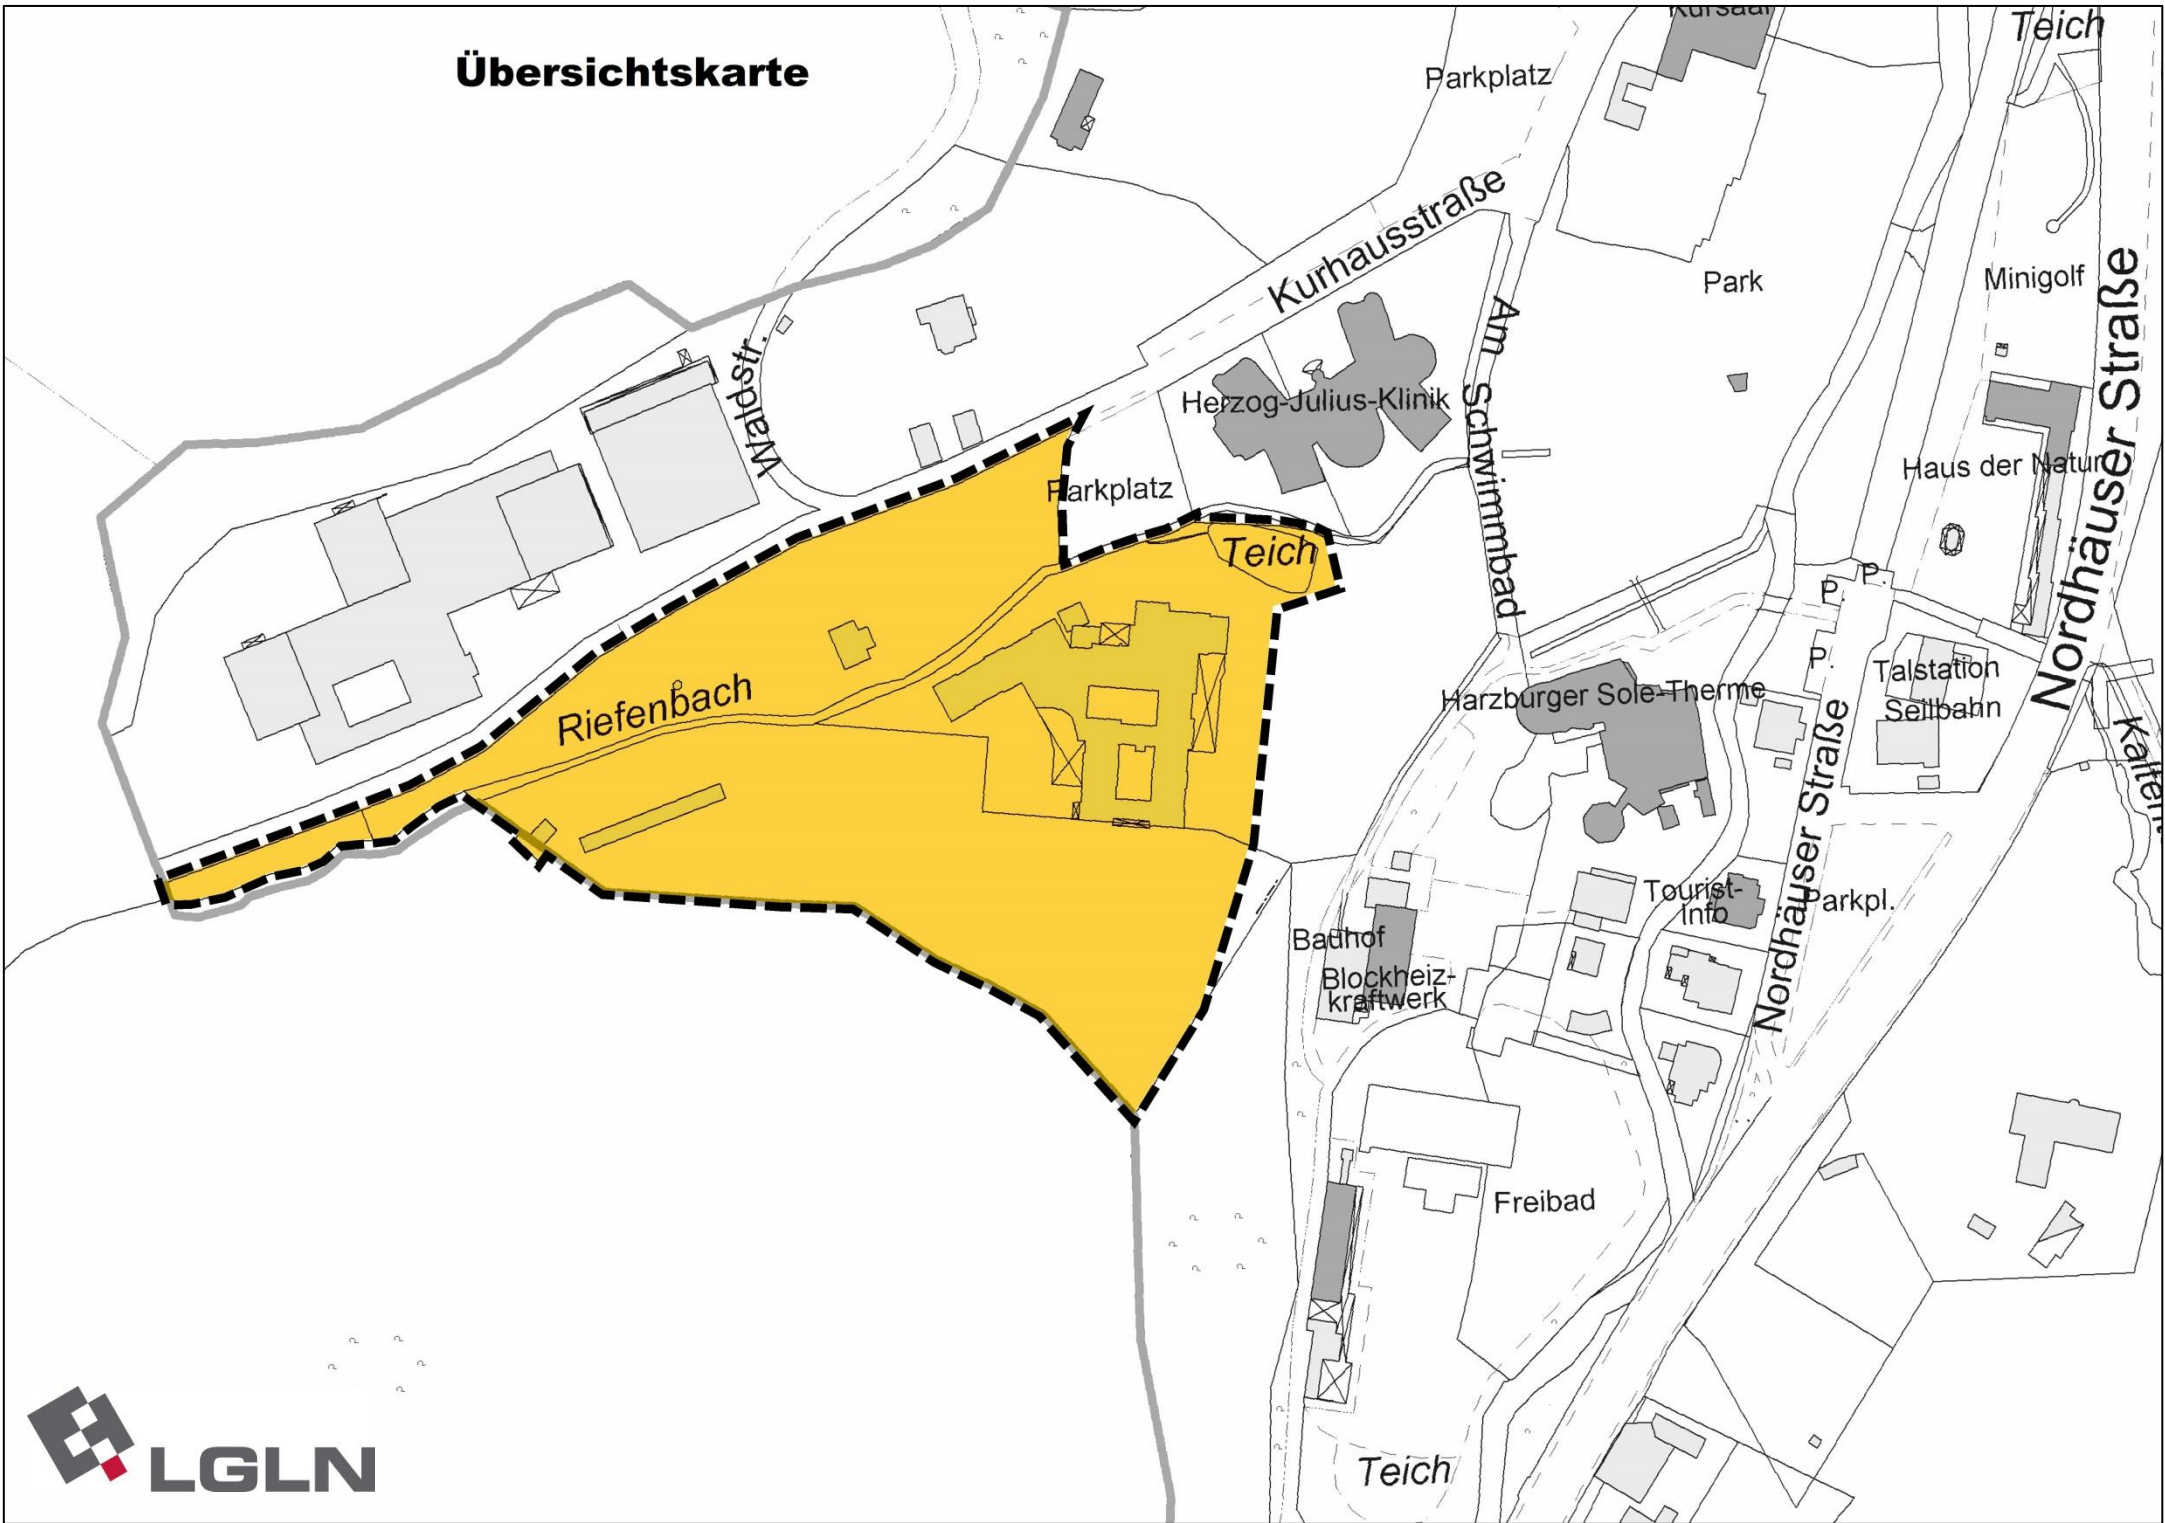 Übersichtskarte
Kursaal
Teich
Parkplatz
Kurhausstraße
Park
Minigolf
Am Schwimmbad
Nordhäuser Straße
Waldstr.
Herzog-Julius-Klinik
Parkplatz
Haus der Natur
Teich
P.
P.
P.
Riefenbach
Harzburger Sole-Therme
Talstation
Seilbahn
Nordhäuser Straße
Tourist-
Info
Parkpl.
Bauhof
Blockheiz-
kraftwerk
Freibad
Teich
LGLN